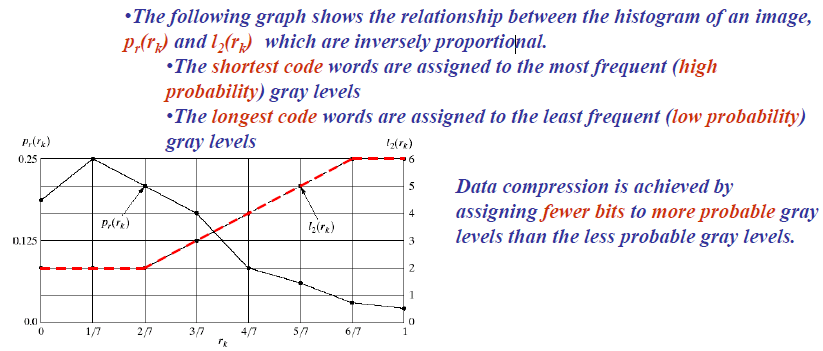 •The following graph shows the relationship between the histogram of an image,
pr(rk) and l2(rk) which are inversely proportional.
•The shortest code words are assigned to the most frequent (high
probability) gray levels
•The longest code words are assigned to the least frequent (low probability)
gray levels
pr(rk) l2(rk)
0.25 6
5
4
pr(rk) l2(rk)
0.125 3
2
1
0.0 0
0 1/7 2/7 3/7 4/7 5/7 6/7 1
rk
Data compression is achieved by
assigning fewer bits to more probable gray
levels than the less probable gray levels.